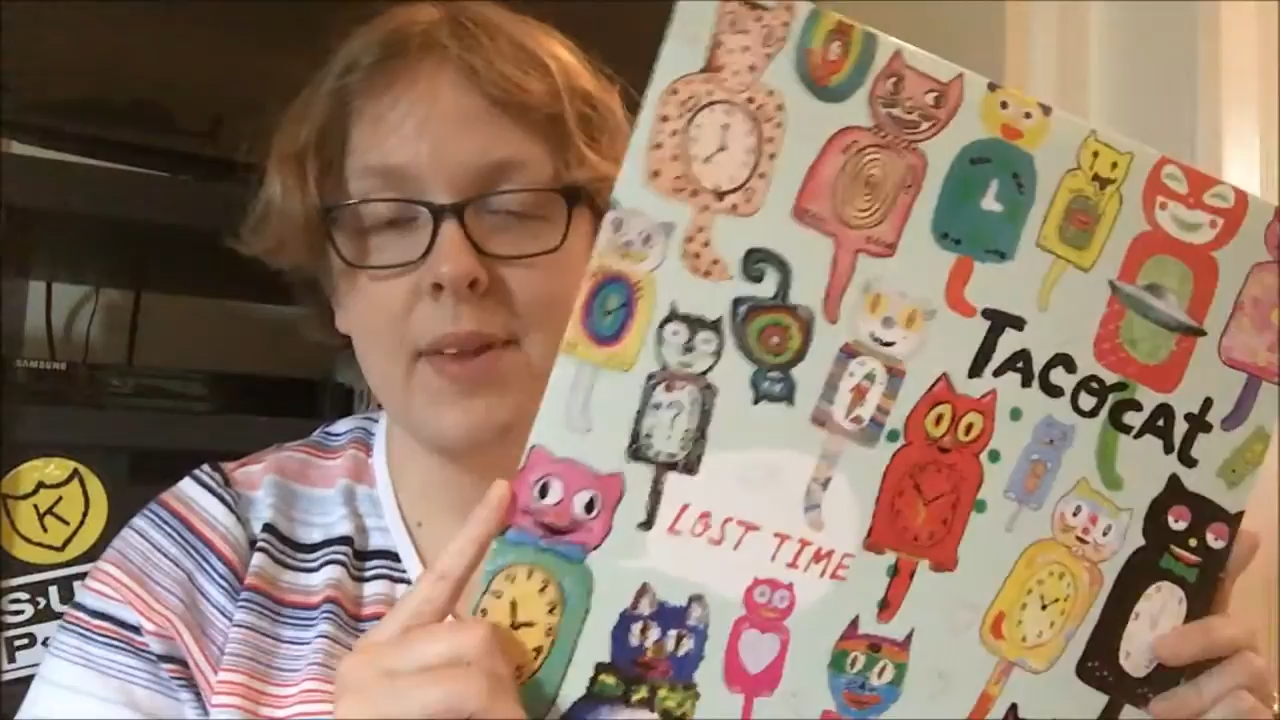 TACOCAT
LOST TIME
SAMSUNG
K
S›U
P‹